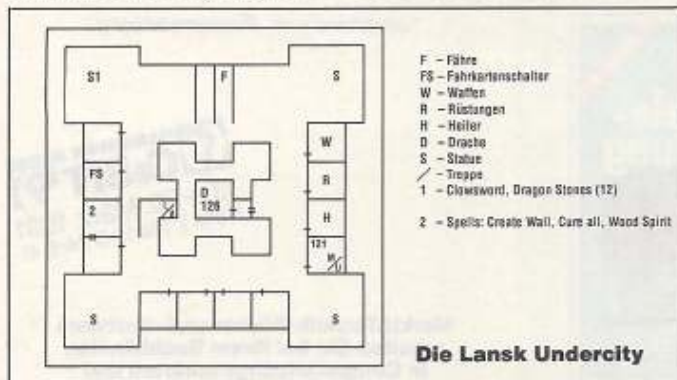 S1
F
S
FS
W
R
D
126
2
H
121
M
S
S
F – Fähre
FS – Fahrkartenschalter
W – Waffen
R – Rüstungen
H – Heiler
D – Drache
S – Statue
/ – Treppe
1 – Clowsword, Dragon Stones (12)
2 – Spells: Create Wall, Cure all, Wood Spirit
Die Lansk Undercity